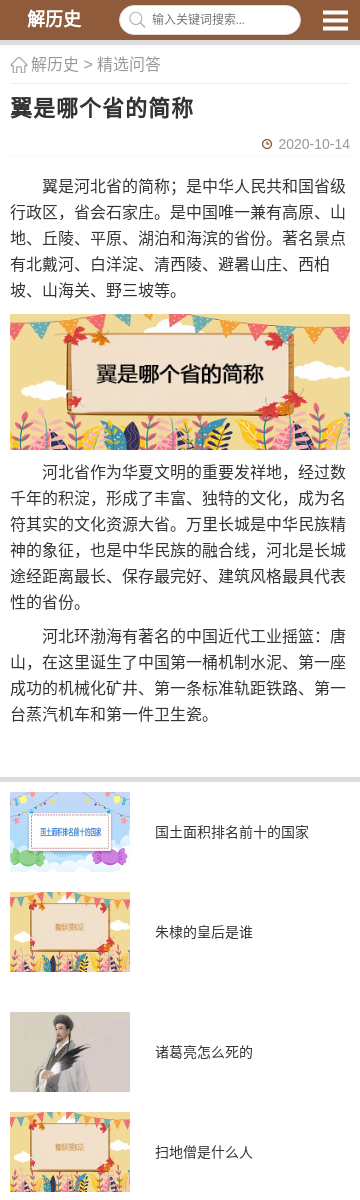 解历史
输入关键词搜索...
解历史 > 精选问答
翼是哪个省的简称
2020-10-14
翼是河北省的简称；是中华人民共和国省级
行政区，省会石家庄。是中国唯一兼有高原、山
地、丘陵、平原、湖泊和海滨的省份。著名景点
有北戴河、白洋淀、清西陵、避暑山庄、西柏
坡、山海关、野三坡等。
翼是哪个省的简称
河北省作为华夏文明的重要发祥地，经过数
千年的积淀，形成了丰富、独特的文化，成为名
符其实的文化资源大省。万里长城是中华民族精
神的象征，也是中华民族的融合线，河北是长城
途经距离最长、保存最完好、建筑风格最具代表
性的省份。
河北环渤海有著名的中国近代工业摇篮：唐
山，在这里诞生了中国第一桶机制水泥、第一座
成功的机械化矿井、第一条标准轨距铁路、第一
台蒸汽机车和第一件卫生瓷。
国土面积排名前十的国家
国土面积排名前十的国家
朱棣的皇后是谁
诸葛亮怎么死的
扫地僧是什么人